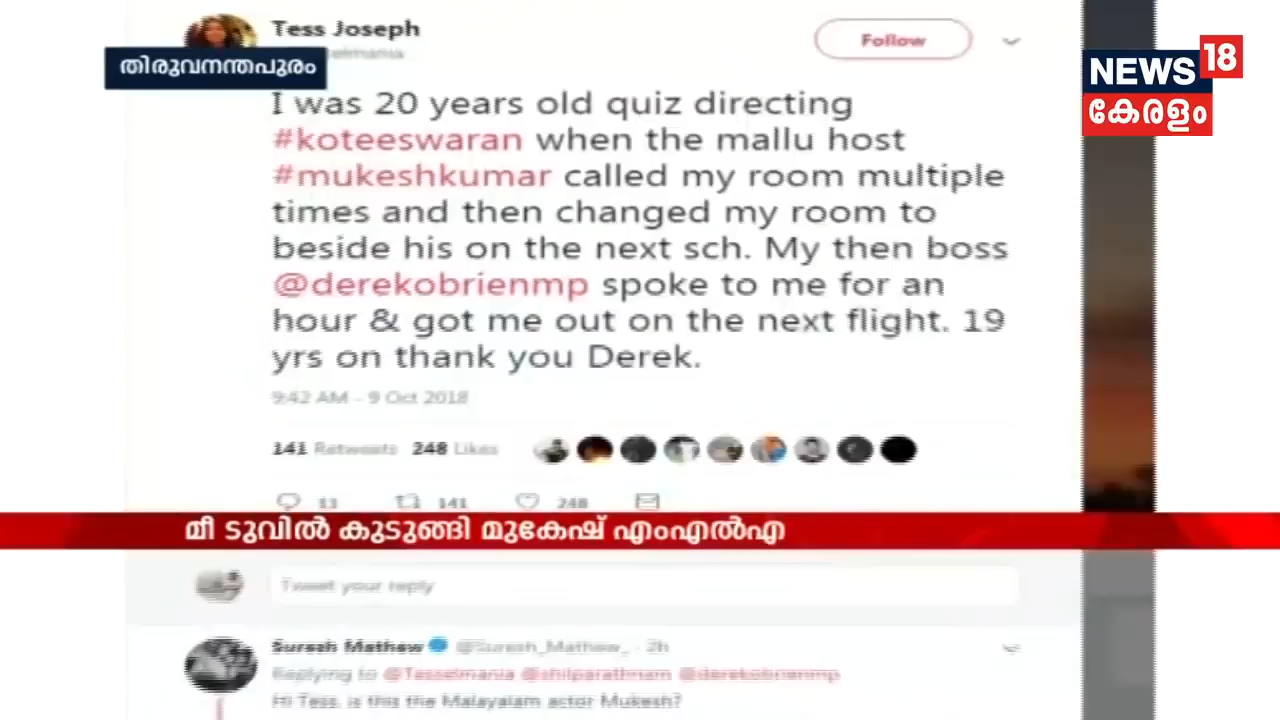 Tess Joseph
Follow
തിരുവനന്തപുരം
NEWS 18
കേരളം
I was 20 years old quiz directing
#koteeswaran when the mallu host
#mukeshkumar called my room multiple
times and then changed my room to
beside his on the next sch. My then boss
@derekobrienmp spoke to me for an
hour & got me out on the next flight. 19
yrs on thank you Derek.
9:42 AM - 9 Oct 2018
141 Retweets 248 Likes
11 141 248
മീ ടുവിൽ കുടുങ്ങി മുകേഷ് എംഎൽഎ
Tweet your reply
Suresh Mathew @Suresh_Mathew_ - 2h
Replying to @Tesselmania @shilparathnam @derekobrienmp
Hi Tess, is this the Malayalam actor Mukesh?